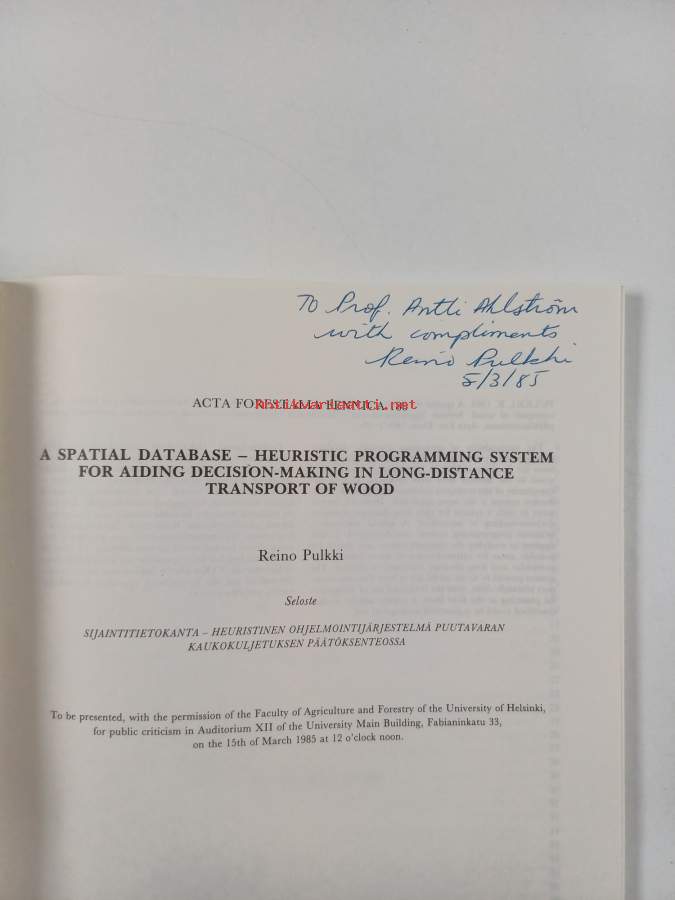 To Prof. Antti Ahlström
with compliments
Reino Pulkki
8/3/85
ACTA FORESTALIA FENNICA 189
A SPATIAL DATABASE – HEURISTIC PROGRAMMING SYSTEM
FOR AIDING DECISION-MAKING IN LONG-DISTANCE
TRANSPORT OF WOOD
Reino Pulkki
Seloste
SIJAINTITIETOKANTA – HEURISTINEN OHJELMOINTIJÄRJESTELMÄ PUUTAVARAN
KAUKOKULJETUKSEN PÄÄTÖKSENTEOSSA
To be presented, with the permission of the Faculty of Agriculture and Forestry of the University of Helsinki,
for public criticism in Auditorium XII of the University Main Building, Fabianinkatu 33,
on the 15th of March 1985 at 12 o'clock noon.